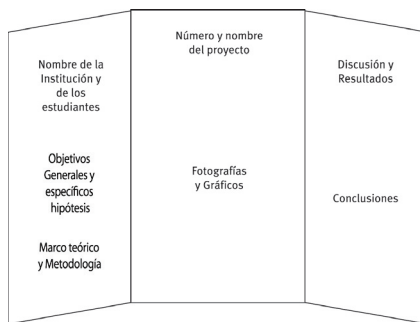 Nombre de la
Institución y
de los
estudiantes
Objetivos
Generales y
específicos
hipótesis
Marco teórico
y Metodología
Número y nombre
del proyecto
Fotografías
y Gráficos
Discusión y
Resultados
Conclusiones